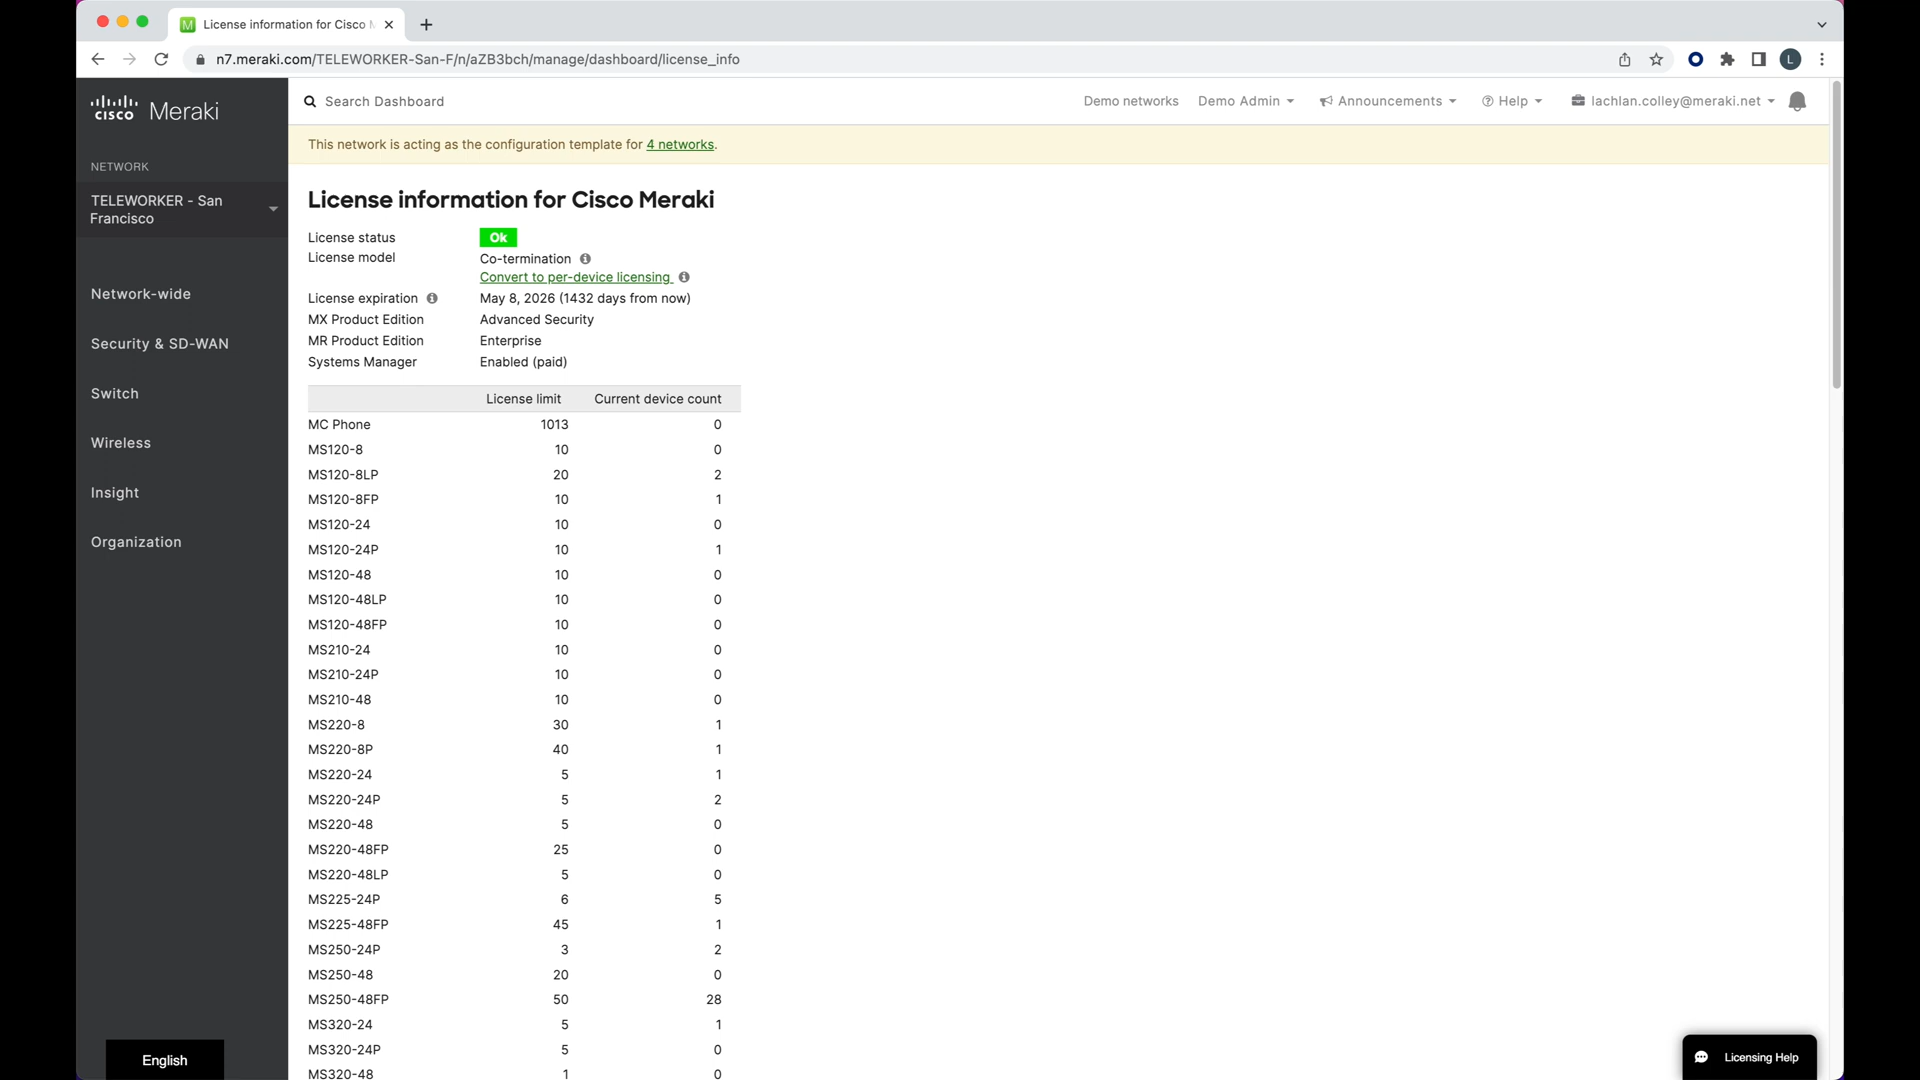 License information for Cisco M
n7.meraki.com/TELEWORKER-San-F/n/aZB3bch/manage/dashboard/license_info
L
cisco Meraki
Search Dashboard
Demo networks
Demo Admin
Announcements
Help
lachlan.colley@meraki.net
NETWORK
TELEWORKER - San
Francisco
Network-wide
Security & SD-WAN
Switch
Wireless
Insight
Organization
English
This network is acting as the configuration template for 4 networks.
License information for Cisco Meraki
License status Ok
License model Co-termination
Convert to per-device licensing
License expiration May 8, 2026 (1432 days from now)
MX Product Edition Advanced Security
MR Product Edition Enterprise
Systems Manager Enabled (paid)
License limit Current device count
MC Phone 1013 0
MS120-8 10 0
MS120-8LP 20 2
MS120-8FP 10 1
MS120-24 10 0
MS120-24P 10 1
MS120-48 10 0
MS120-48LP 10 0
MS120-48FP 10 0
MS210-24 10 0
MS210-24P 10 0
MS210-48 10 0
MS220-8 30 1
MS220-8P 40 1
MS220-24 5 1
MS220-24P 5 2
MS220-48 5 0
MS220-48FP 25 0
MS220-48LP 5 0
MS225-24P 6 5
MS225-48FP 45 1
MS250-24P 3 2
MS250-48 20 0
MS250-48FP 50 28
MS320-24 5 1
MS320-24P 5 0
MS320-48 1 0
Licensing Help